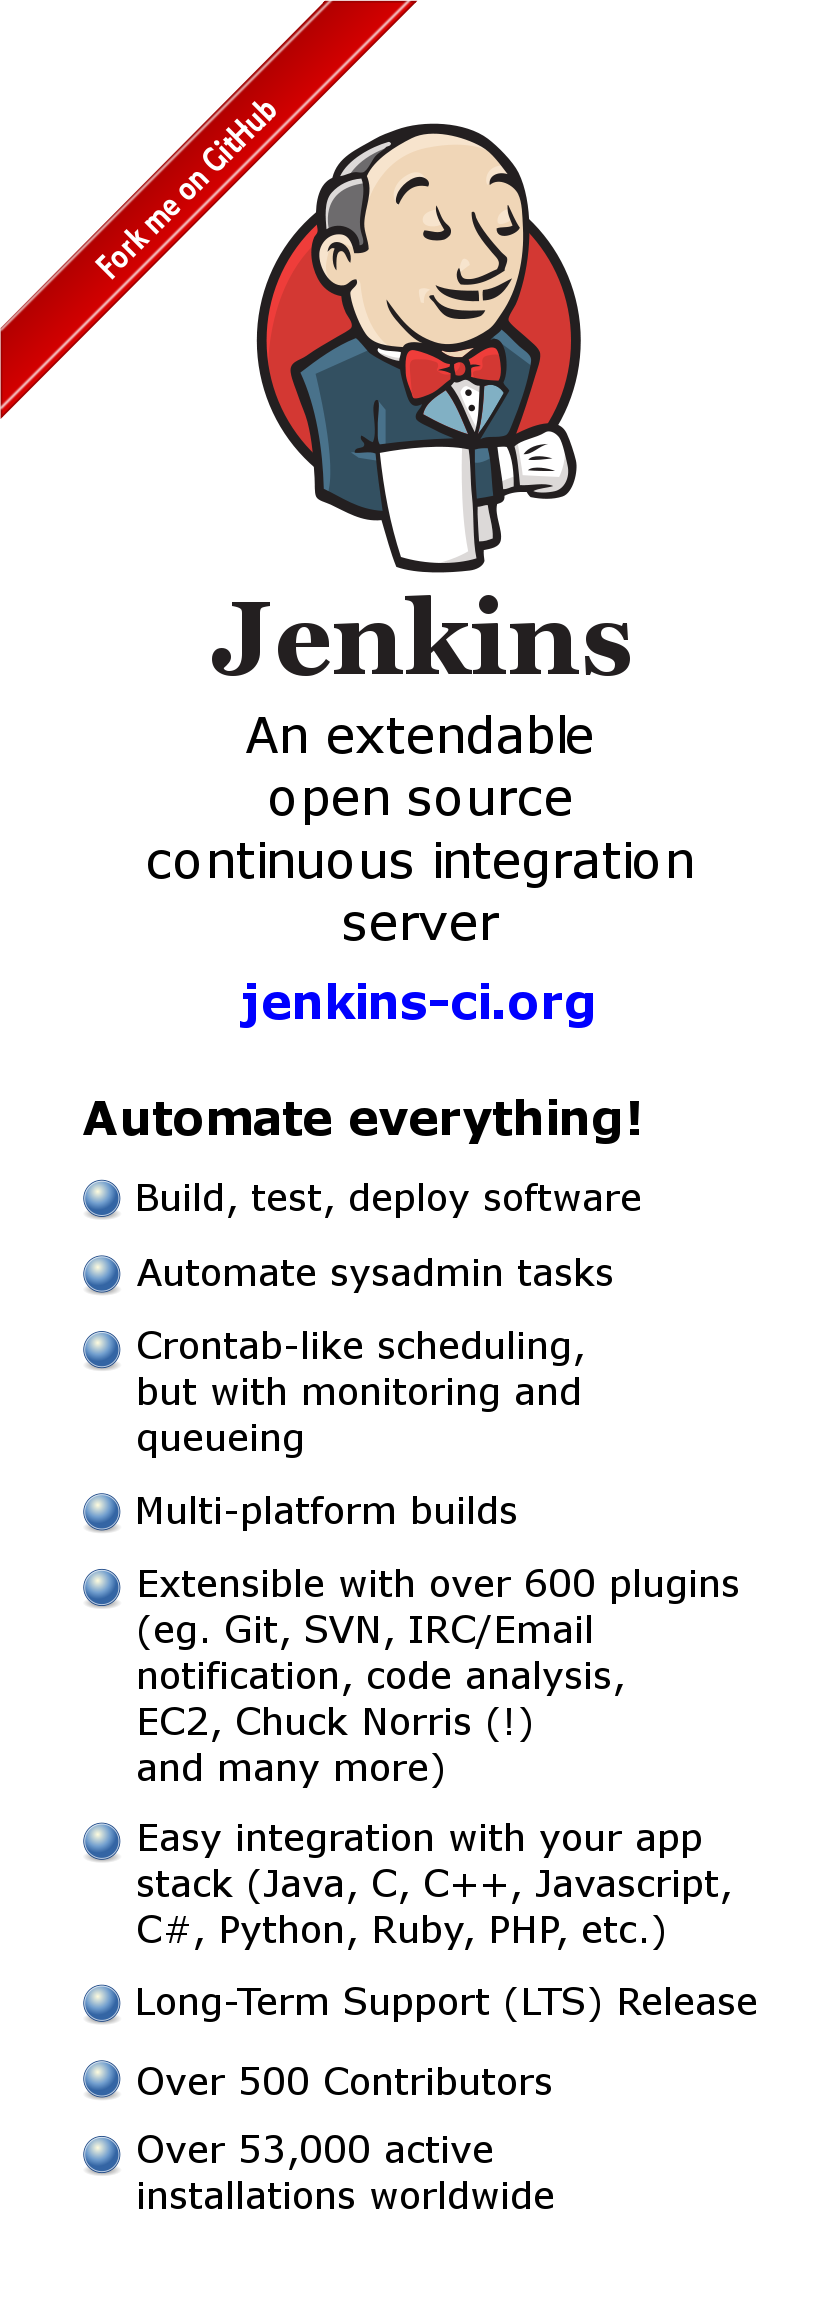 Fork me on GitHub
Jenkins
An extendable
open source
continuous integration
server
jenkins-ci.org
Automate everything!
Build, test, deploy software
Automate sysadmin tasks
Crontab-like scheduling,
but with monitoring and
queueing
Multi-platform builds
Extensible with over 600 plugins
(eg. Git, SVN, IRC/Email
notification, code analysis,
EC2, Chuck Norris (!)
and many more)
Easy integration with your app
stack (Java, C, C++, Javascript,
C#, Python, Ruby, PHP, etc.)
Long-Term Support (LTS) Release
Over 500 Contributors
Over 53,000 active
installations worldwide